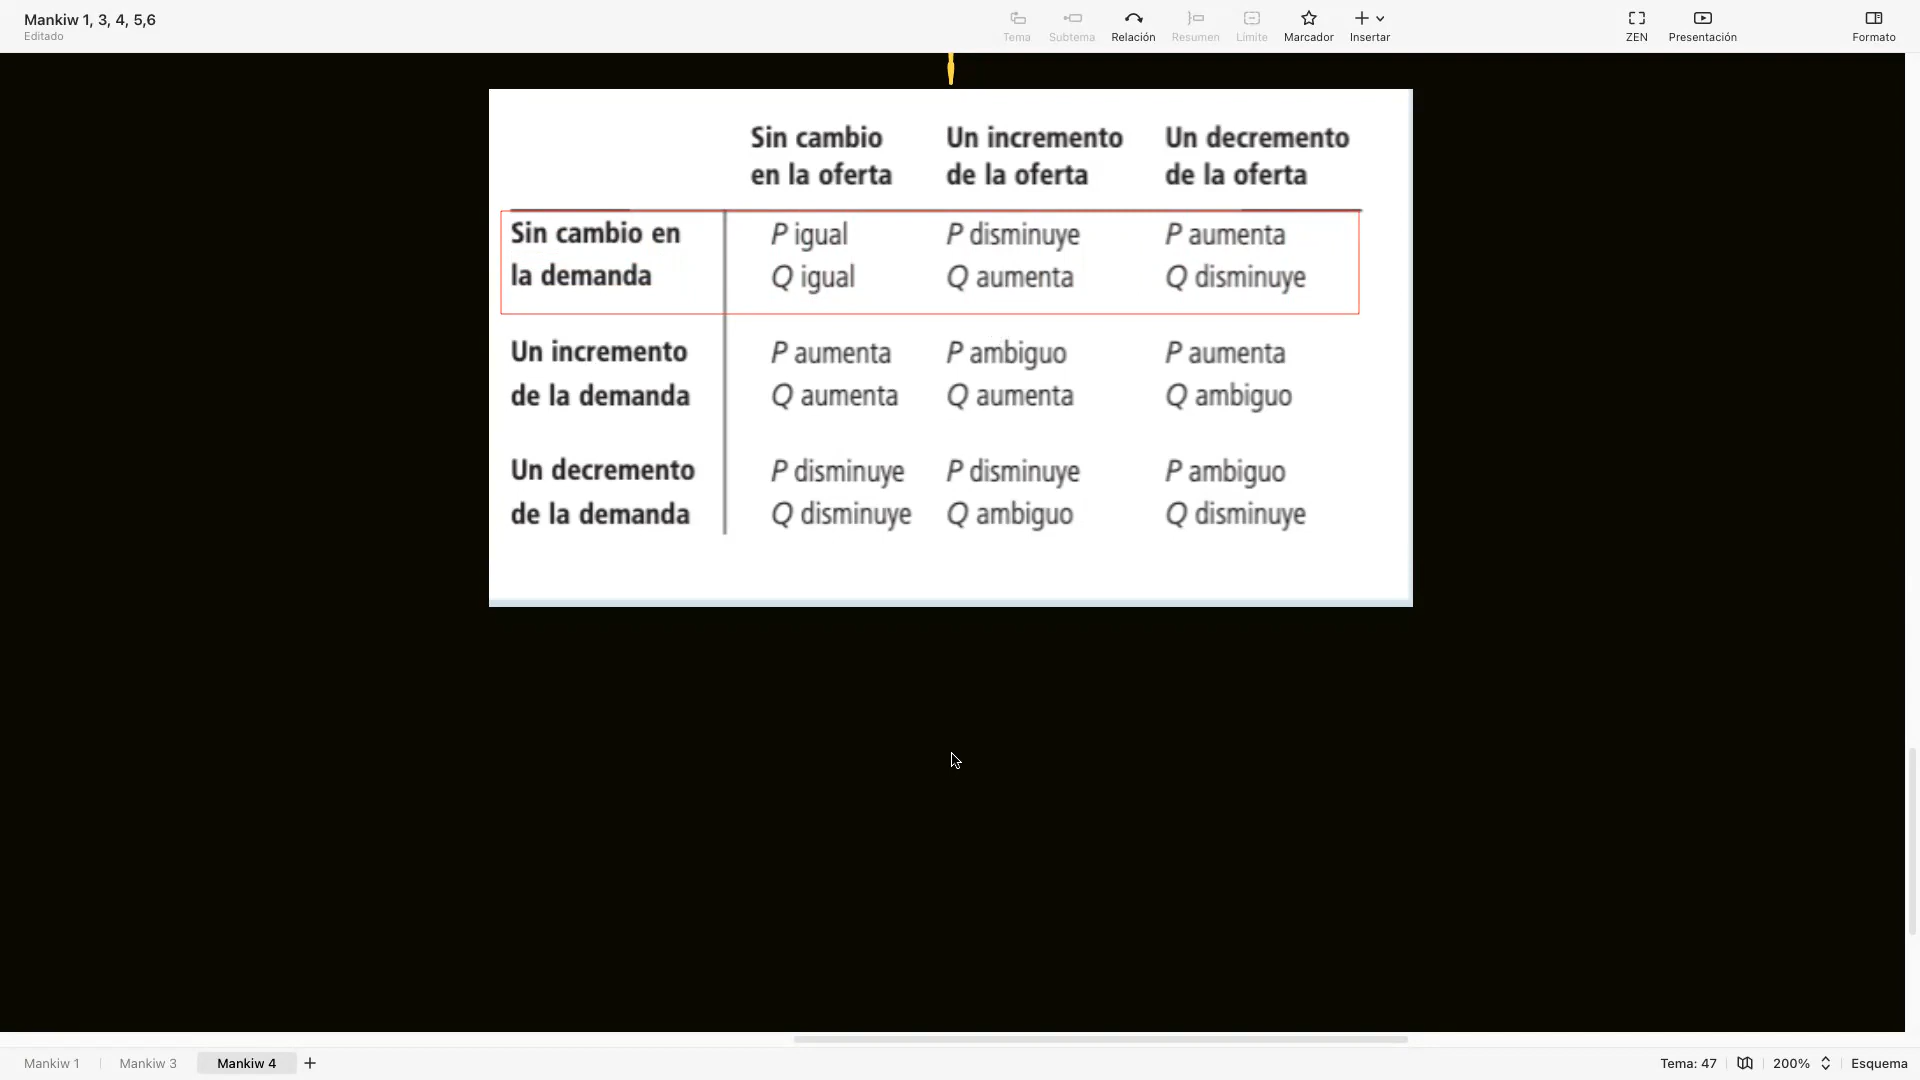 Mankiw 1, 3, 4, 5,6
Editado
Tema Subtema Relación Resumen Límite Marcador Insertar
ZEN Presentación Formato
Sin cambio Un incremento Un decremento
en la oferta de la oferta de la oferta
Sin cambio en P igual P disminuye P aumenta
la demanda Q igual Q aumenta Q disminuye
Un incremento P aumenta P ambiguo P aumenta
de la demanda Q aumenta Q aumenta Q ambiguo
Un decremento P disminuye P disminuye P ambiguo
de la demanda Q disminuye Q ambiguo Q disminuye
Mankiw 1 Mankiw 3 Mankiw 4 Tema: 47 200% Esquema